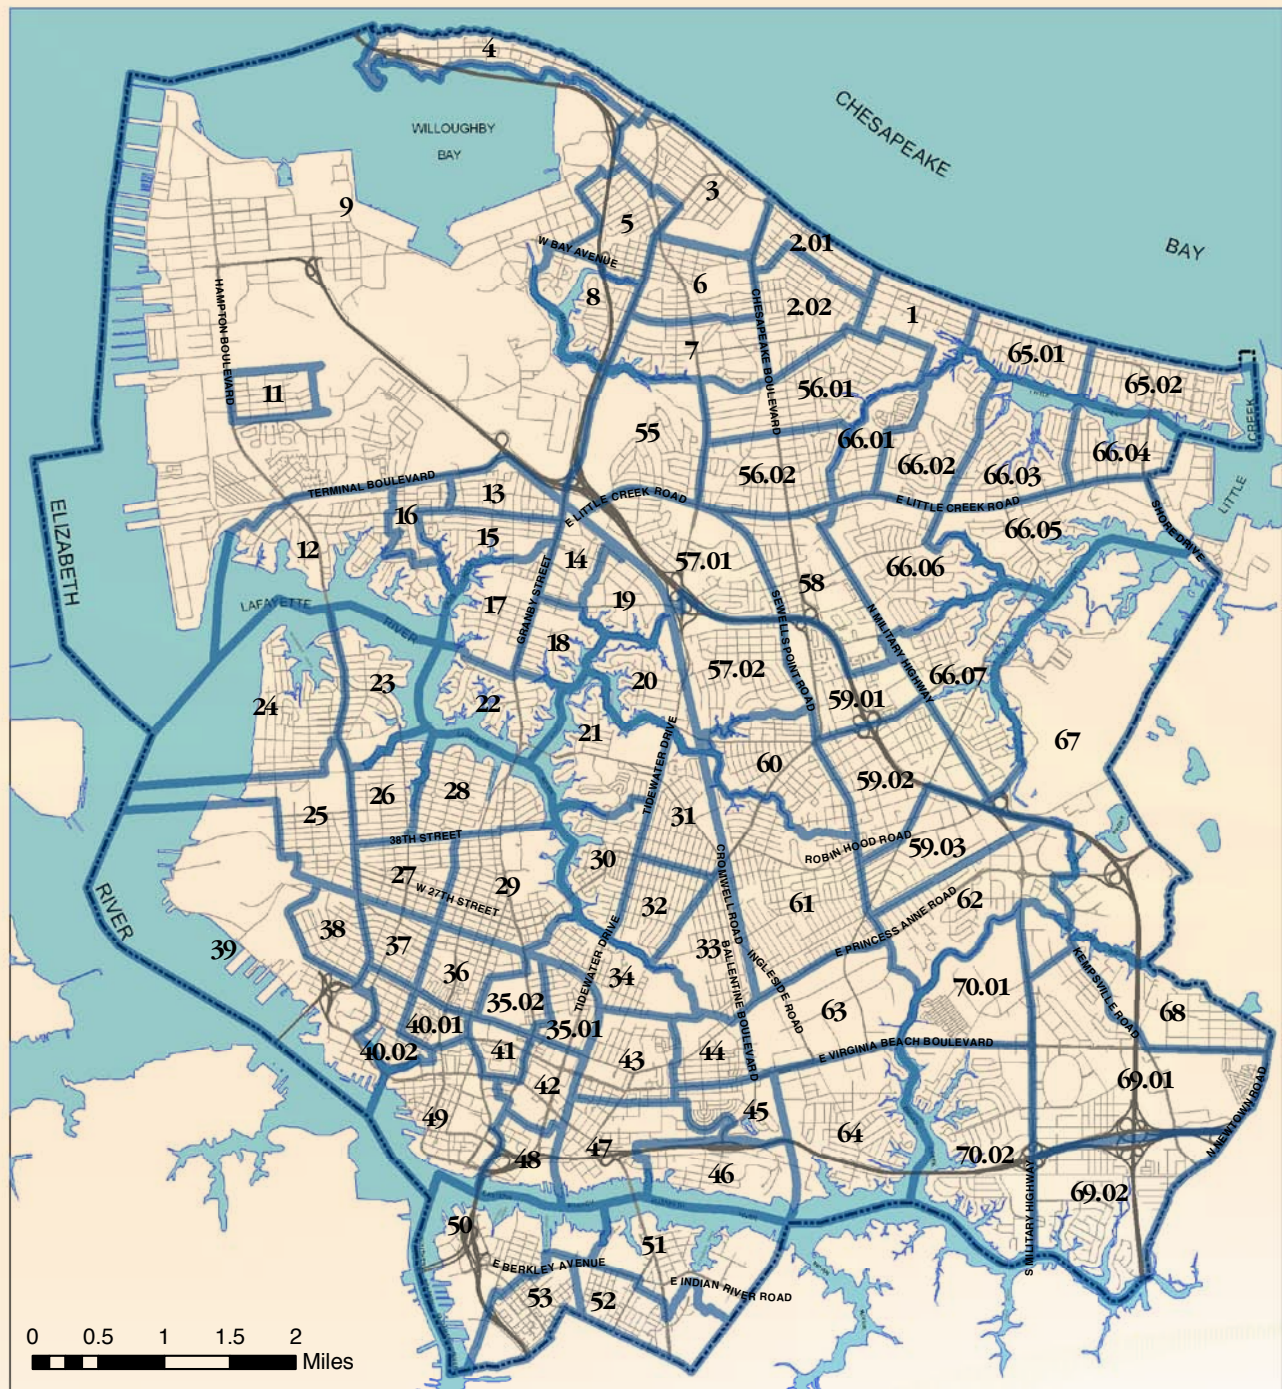 4
CHESAPEAKE
BAY
WILLOUGHBY
BAY
3
9
5
2.01
W BAY AVENUE
6
8
2.02
1
HAMPTON BOULEVARD
CHESAPEAKE BOULEVARD
7
65.01
65.02
56.01
11
CREEK
55
66.01
66.02
66.03
66.04
56.02
TERMINAL BOULEVARD
13
E LITTLE CREEK ROAD
E LITTLE CREEK ROAD
LITTLE
16
15
66.05
SHORE DRIVE
ELIZABETH
12
14
57.01
66.06
58
GRANBY STREET
19
LAFAYETTE
RIVER
17
SEWELLS POINT ROAD
N MILITARY HIGHWAY
18
57.02
66.07
20
23
59.01
24
22
21
67
TIDEWATER DRIVE
60
59.02
26
28
25
31
38TH STREET
ROBIN HOOD ROAD
59.03
30
27
W 27TH STREET
29
CROMWELL ROAD
RIVER
32
61
62
E PRINCESS ANNE ROAD
38
39
37
33
TIDEWATER DRIVE
BALLENTINE BOULEVARD
INGLESIDE ROAD
36
34
70.01
KEMPSVILLE ROAD
35.02
63
68
40.01
35.01
40.02
41
43
44
E VIRGINIA BEACH BOULEVARD
42
69.01
49
45
64
N NEWTOWN ROAD
47
48
46
70.02
69.02
S MILITARY HIGHWAY
50
51
E BERKLEY AVENUE
E INDIAN RIVER ROAD
53
52
0 0.5 1 1.5 2
Miles